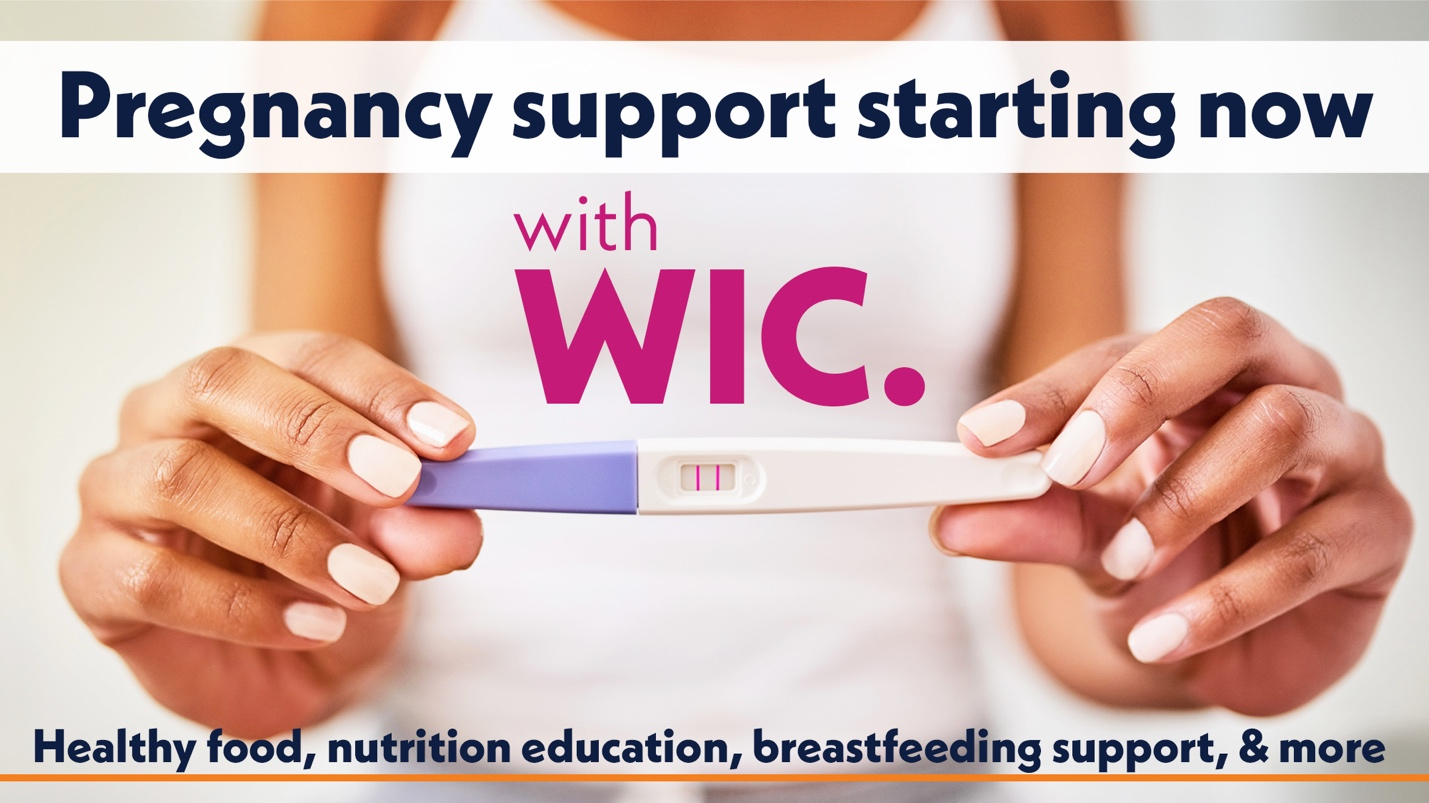 Pregnancy support starting now
with
WIC.
Healthy food, nutrition education, breastfeeding support, & more